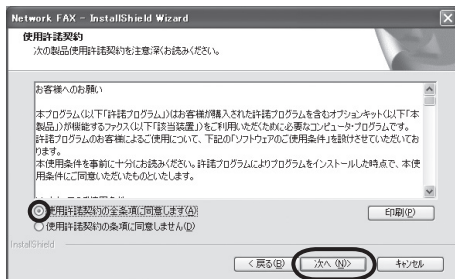 Network FAX - InstallShield Wizard
使用許諾契約
次の製品使用許諾契約を注意深くお読みください。
お客様へのお願い
本プログラム(以下「許諾プログラム」)はお客様が購入された許諾プログラムを含むオプションキット(以下「本
製品」)が機能するファクス(以下「該当装置」)をご利用いただくために必要なコンピュータ・プログラムです。
許諾プログラムのお客様によるご使用について、下記の「ソフトウェアのご使用条件」を設けさせていただいてお
ります。
本使用条件を事前に十分にお読みください。許諾プログラムによりプログラムをインストールした時点で、本使
用条件にご同意いただいたものといたします。
使用許諾契約の全条項に同意します(A)
印刷(P)
使用許諾契約の条項に同意しません(D)
InstallShield
< 戻る(B)
次へ (N)>
キャンセル